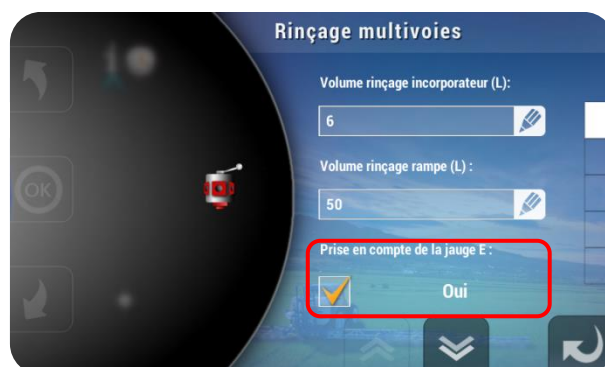 Rinçage multivoies
Volume rinçage incorporateur (L):
6
Volume rinçage rampe (L) :
50
Prise en compte de la jauge E :
Oui
OK